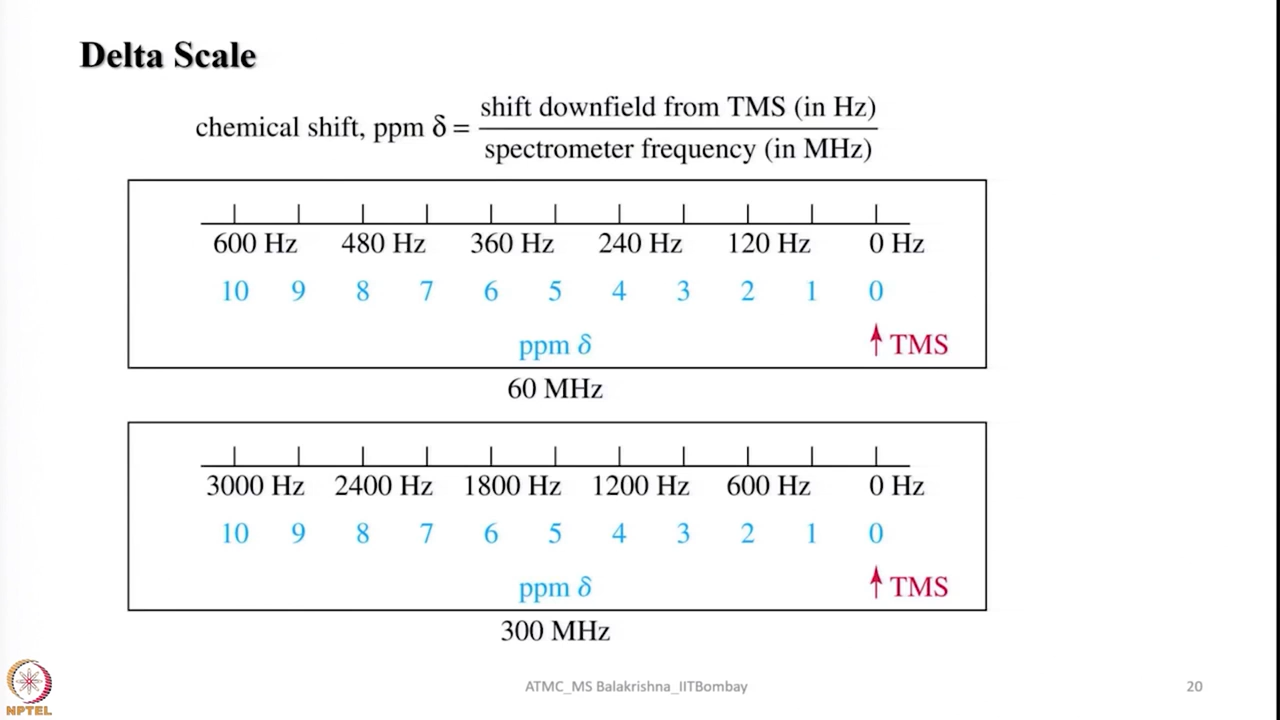 Delta Scale
chemical shift, ppm δ = shift downfield from TMS (in Hz)
spectrometer frequency (in MHz)
600 Hz 480 Hz 360 Hz 240 Hz 120 Hz 0 Hz
10 9 8 7 6 5 4 3 2 1 0
ppm δ TMS
60 MHz
3000 Hz 2400 Hz 1800 Hz 1200 Hz 600 Hz 0 Hz
10 9 8 7 6 5 4 3 2 1 0
ppm δ TMS
300 MHz
NPTEL
ATMC_MS Balakrishna_IITBombay
20